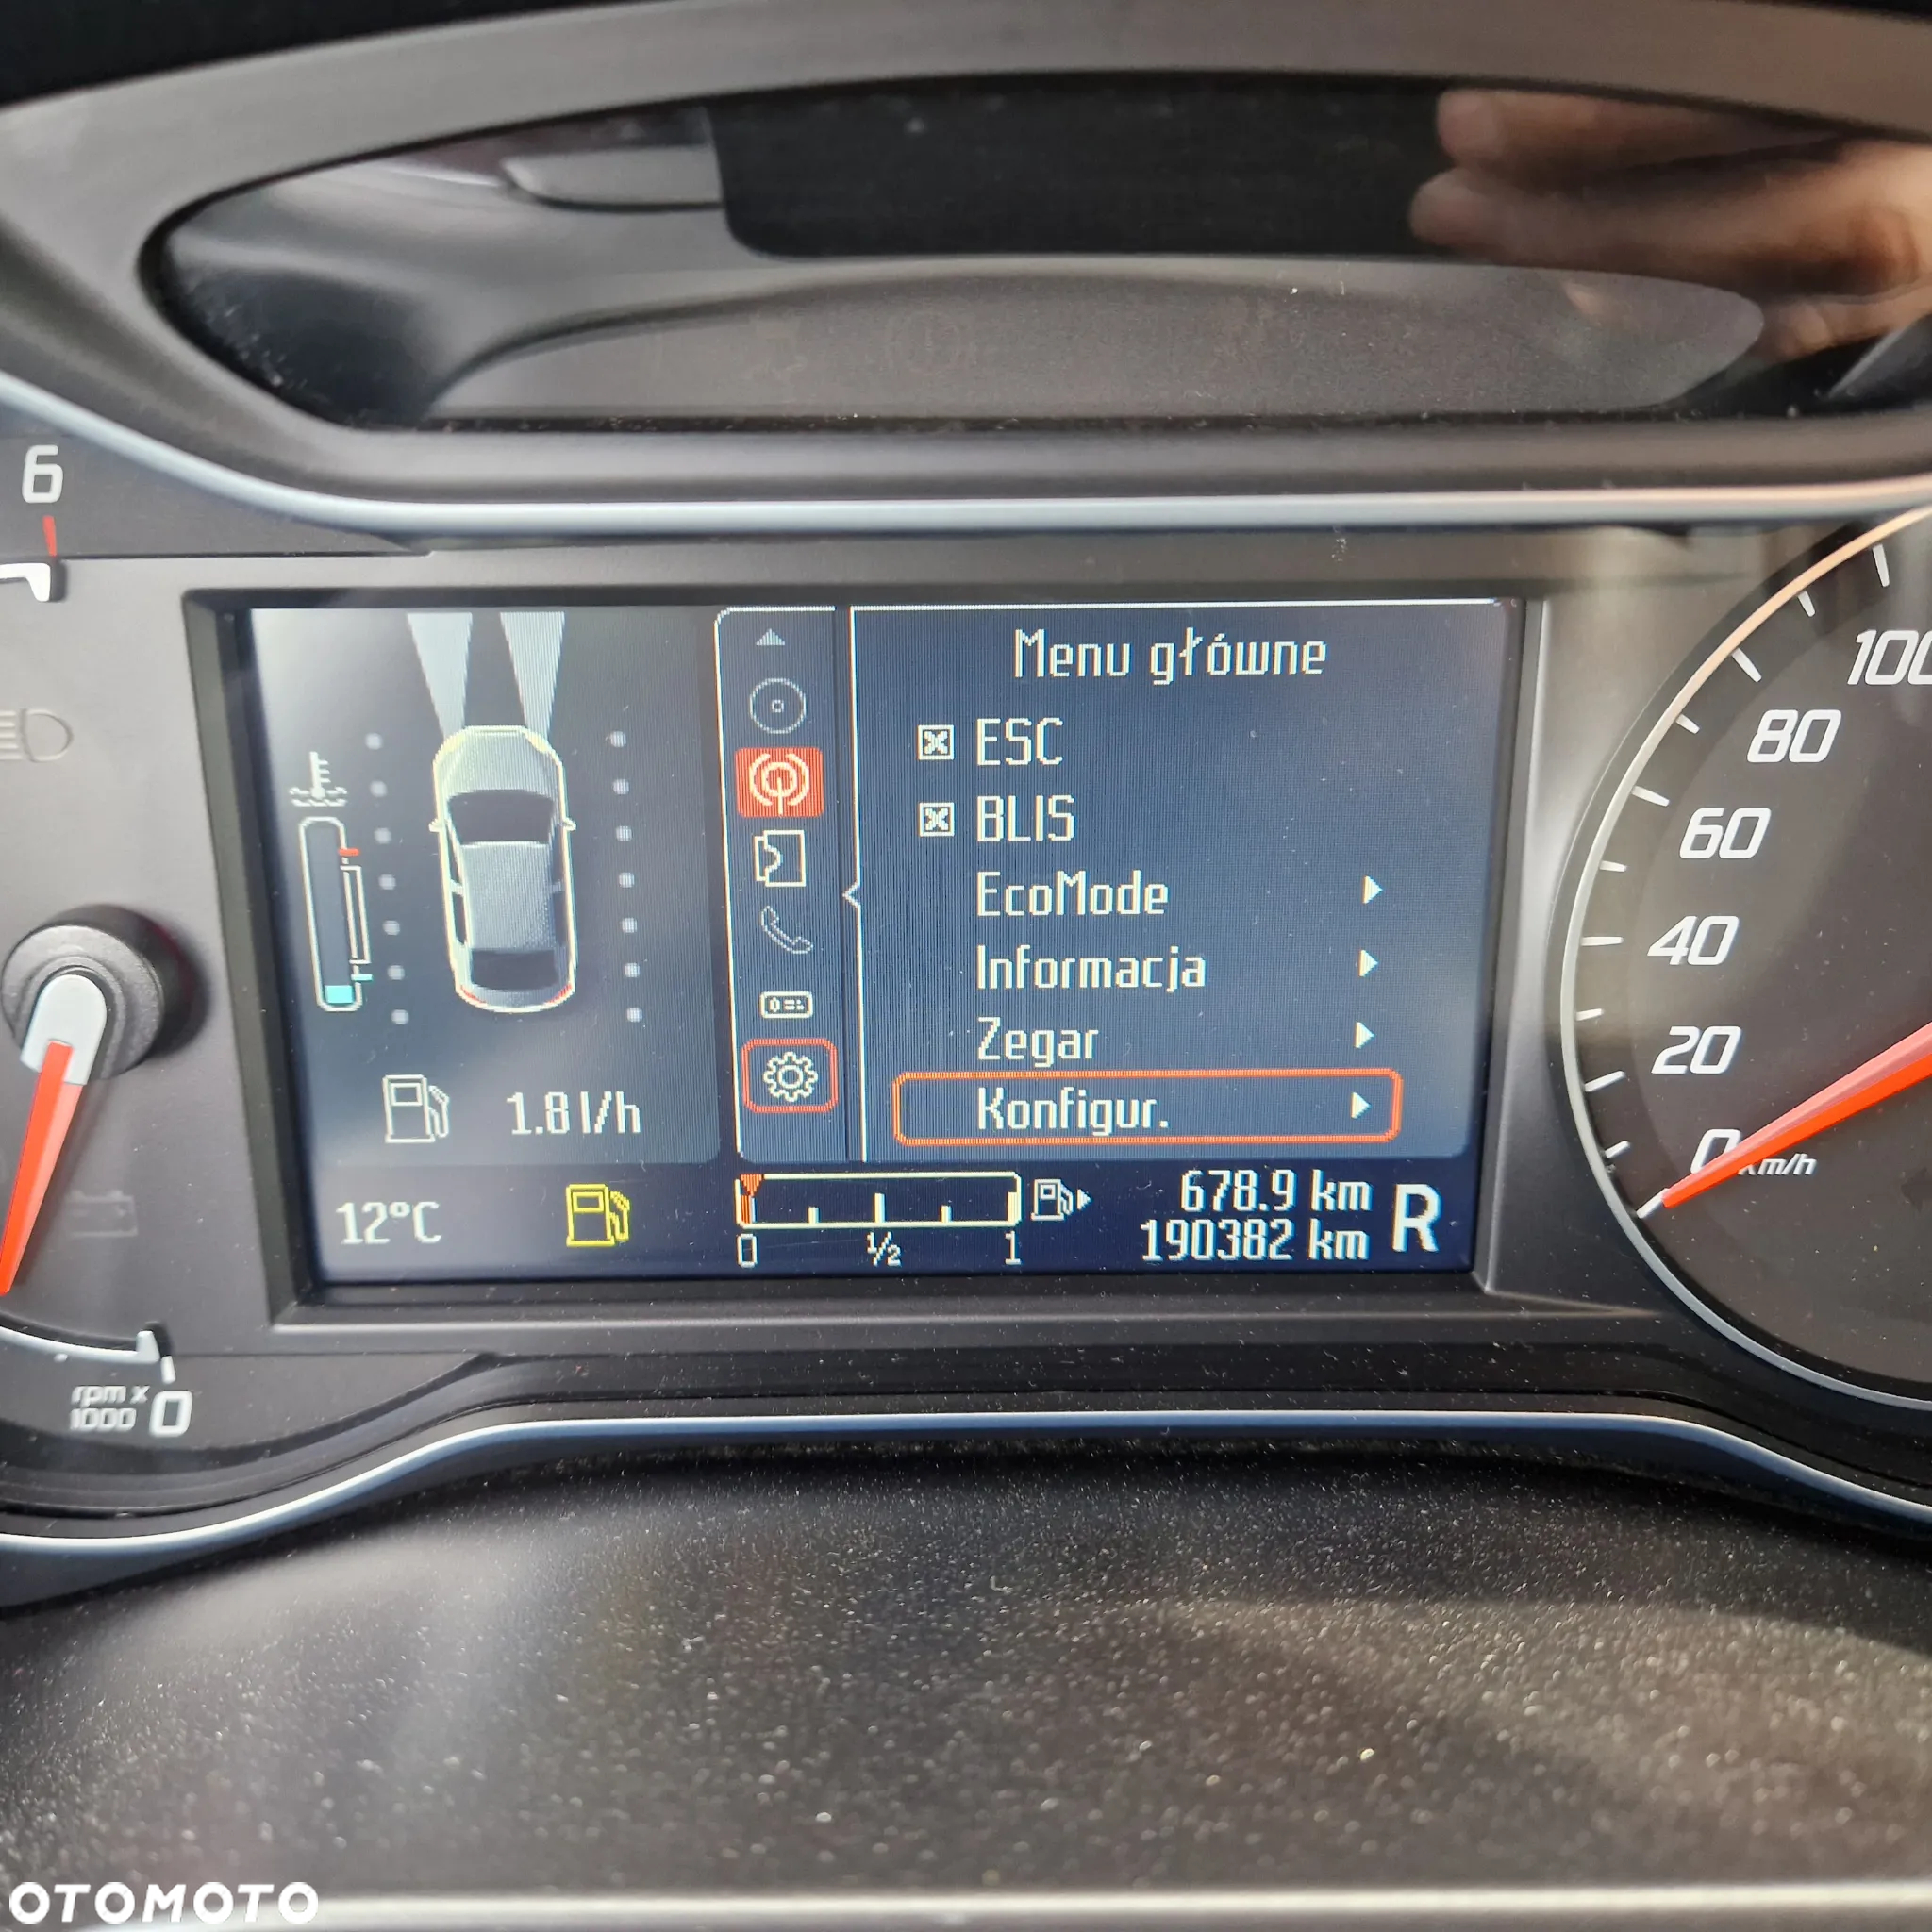 6
Menu główne
ESC
BLIS
EcoMode
Informacja
Zegar
Konfigur.
1.8 l/h
12°C
0 ½ 1
678.9 km
190382 km
R
100
80
60
40
20
0 km/h
1
rpm x
1000 0
OTOMOTO